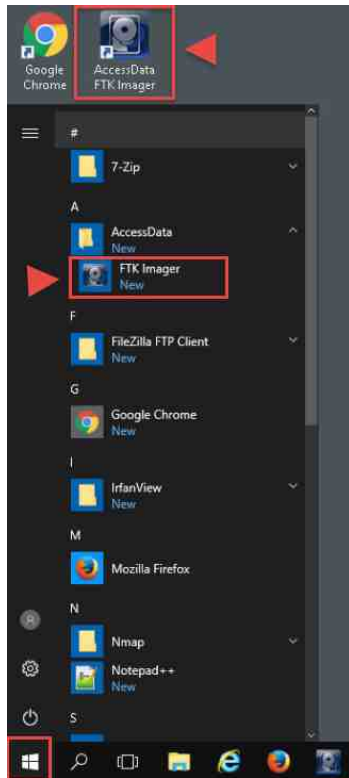 Google
Chrome
AccessData
FTK Imager
#
7-Zip
A
AccessData
New
FTK Imager
New
F
FileZilla FTP Client
New
G
Google Chrome
New
I
IrfanView
New
M
Mozilla Firefox
N
Nmap
Notepad++
New
S